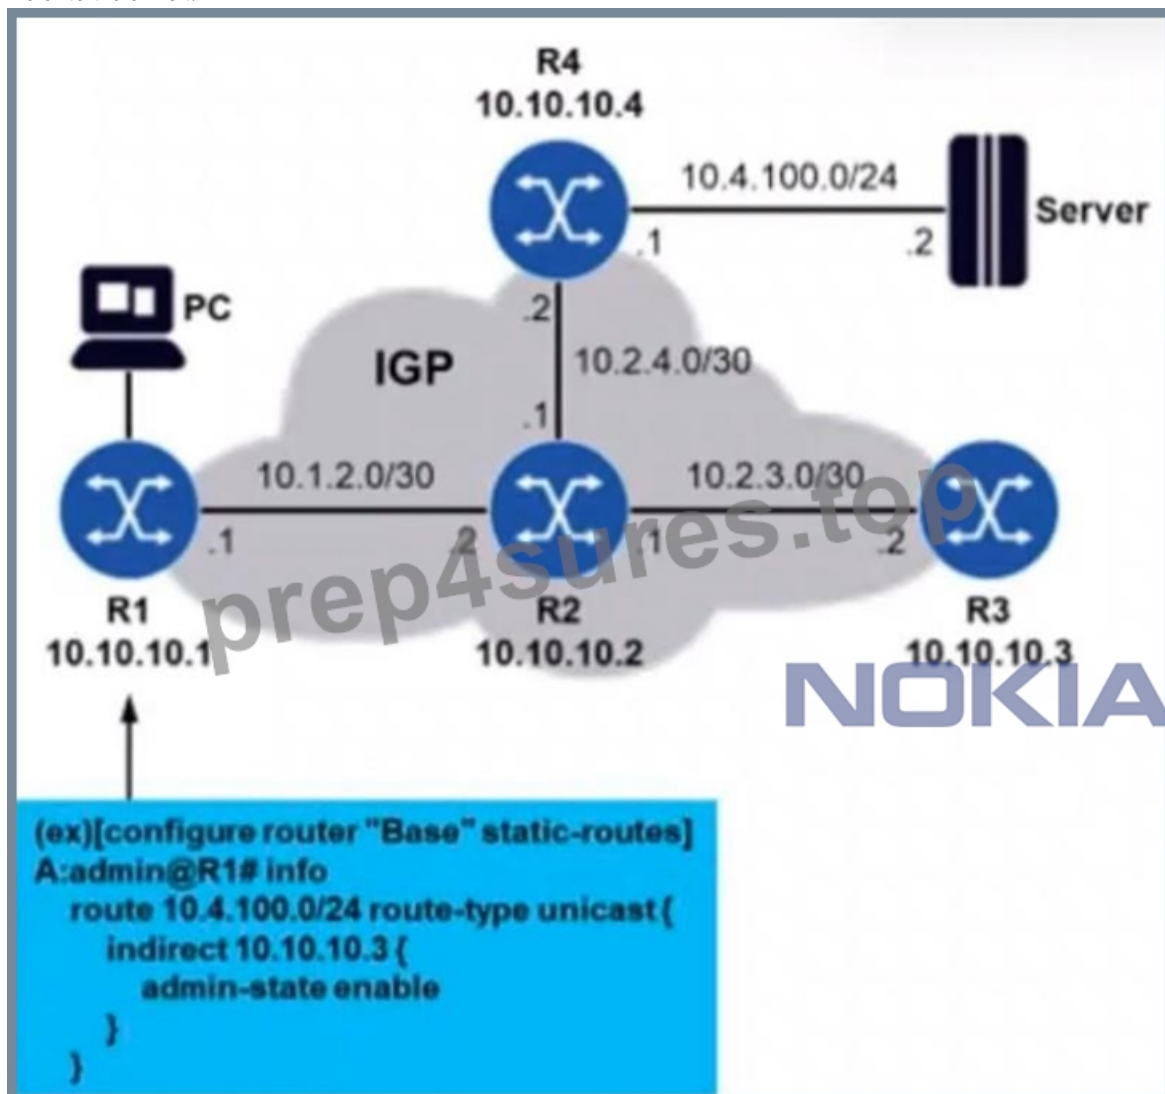 R4
10.10.10.4
10.4.100.0/24
Server
.1
.2
PC
.2
IGP
10.2.4.0/30
.1
10.1.2.0/30
10.2.3.0/30
.1
.2
.1
.2
prep4sures.top
R1
R2
R3
10.10.10.1
10.10.10.2
10.10.10.3
NOKIA
(ex)[configure router "Base" static-routes]
A:admin@R1# info
route 10.4.100.0/24 route-type unicast {
indirect 10.10.10.3 {
admin-state enable
}
}